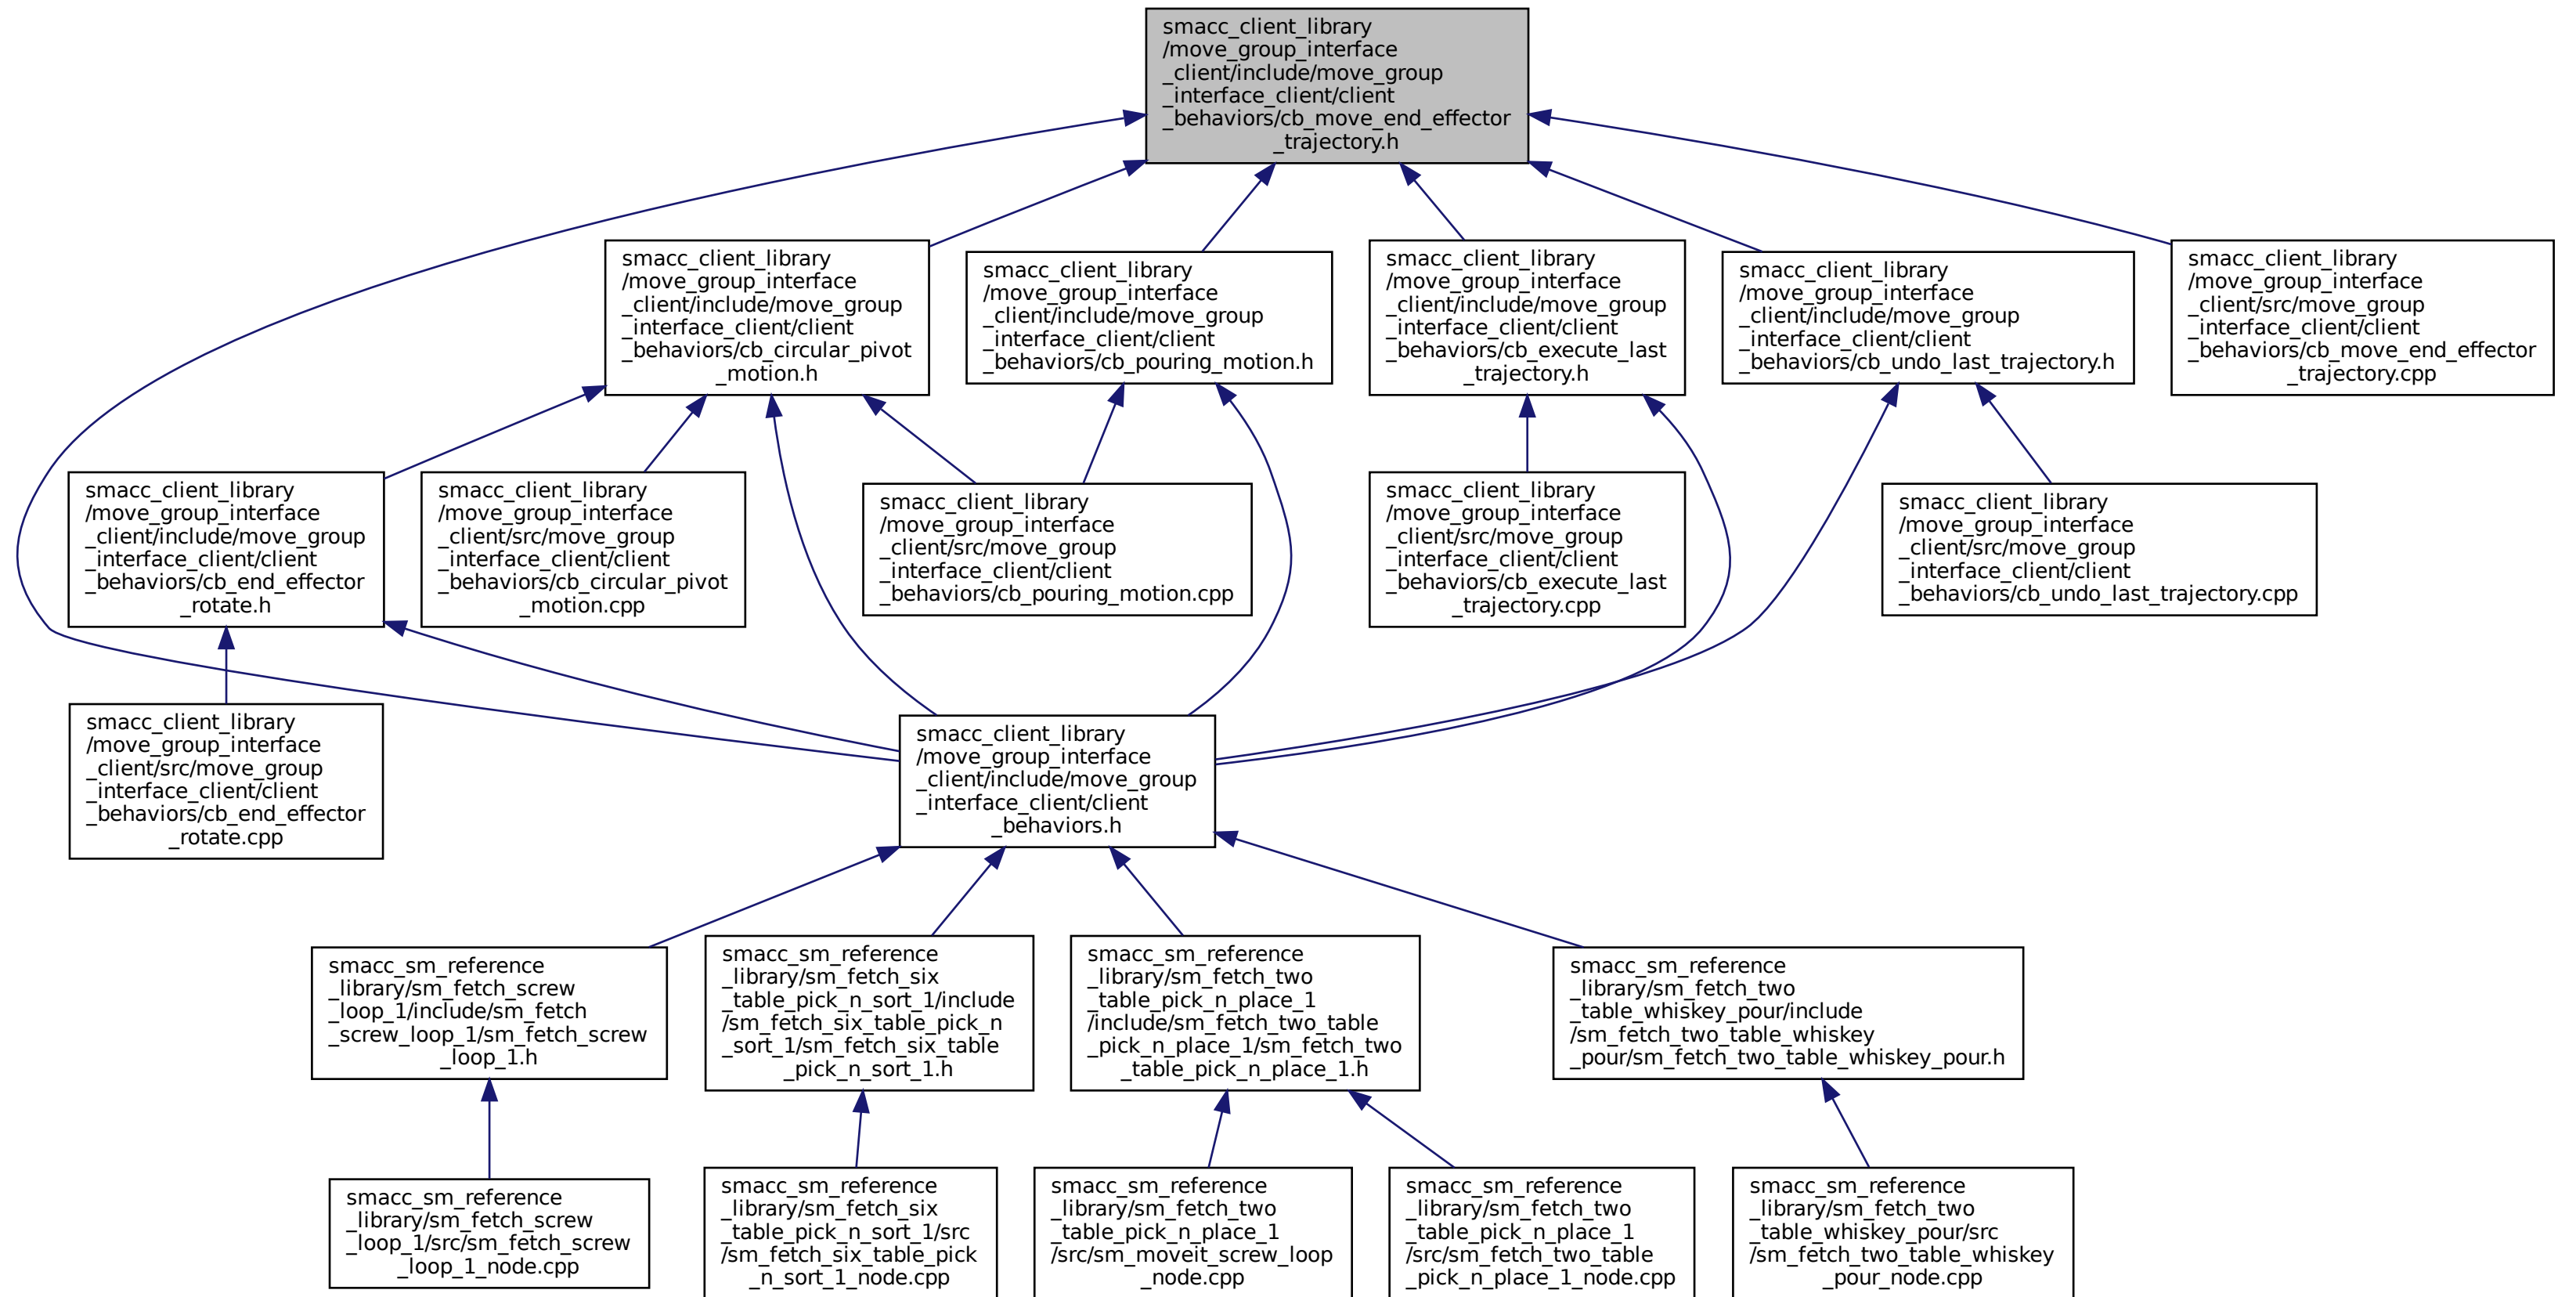 smacc_client_library
/move_group_interface
_client/include/move_group
_interface_client/client
_behaviors/cb_move_end_effector
_trajectory.h
smacc_client_library
/move_group_interface
_client/include/move_group
_interface_client/client
_behaviors/cb_circular_pivot
_motion.h
smacc_client_library
/move_group_interface
_client/include/move_group
_interface_client/client
_behaviors/cb_pouring_motion.h
smacc_client_library
/move_group_interface
_client/include/move_group
_interface_client/client
_behaviors/cb_execute_last
_trajectory.h
smacc_client_library
/move_group_interface
_client/include/move_group
_interface_client/client
_behaviors/cb_undo_last_trajectory.h
smacc_client_library
/move_group_interface
_client/src/move_group
_interface_client/client
_behaviors/cb_move_end_effector
_trajectory.cpp
smacc_client_library
/move_group_interface
_client/include/move_group
_interface_client/client
_behaviors/cb_end_effector
_rotate.h
smacc_client_library
/move_group_interface
_client/src/move_group
_interface_client/client
_behaviors/cb_circular_pivot
_motion.cpp
smacc_client_library
/move_group_interface
_client/src/move_group
_interface_client/client
_behaviors/cb_pouring_motion.cpp
smacc_client_library
/move_group_interface
_client/src/move_group
_interface_client/client
_behaviors/cb_execute_last
_trajectory.cpp
smacc_client_library
/move_group_interface
_client/src/move_group
_interface_client/client
_behaviors/cb_undo_last_trajectory.cpp
smacc_client_library
/move_group_interface
_client/src/move_group
_interface_client/client
_behaviors/cb_end_effector
_rotate.cpp
smacc_client_library
/move_group_interface
_client/include/move_group
_interface_client/client
_behaviors.h
smacc_sm_reference
_library/sm_fetch_screw
_loop_1/include/sm_fetch
_screw_loop_1/sm_fetch_screw
_loop_1.h
smacc_sm_reference
_library/sm_fetch_six
_table_pick_n_sort_1/include
/sm_fetch_six_table_pick_n
_sort_1/sm_fetch_six_table
_pick_n_sort_1.h
smacc_sm_reference
_library/sm_fetch_two
_table_pick_n_place_1
/include/sm_fetch_two_table
_pick_n_place_1/sm_fetch_two
_table_pick_n_place_1.h
smacc_sm_reference
_library/sm_fetch_two
_table_whiskey_pour/include
/sm_fetch_two_table_whiskey
_pour/sm_fetch_two_table_whiskey_pour.h
smacc_sm_reference
_library/sm_fetch_screw
_loop_1/src/sm_fetch_screw
_loop_1_node.cpp
smacc_sm_reference
_library/sm_fetch_six
_table_pick_n_sort_1/src
/sm_fetch_six_table_pick
_n_sort_1_node.cpp
smacc_sm_reference
_library/sm_fetch_two
_table_pick_n_place_1
/src/sm_moveit_screw_loop
_node.cpp
smacc_sm_reference
_library/sm_fetch_two
_table_pick_n_place_1
/src/sm_fetch_two_table
_pick_n_place_1_node.cpp
smacc_sm_reference
_library/sm_fetch_two
_table_whiskey_pour/src
/sm_fetch_two_table_whiskey
_pour_node.cpp